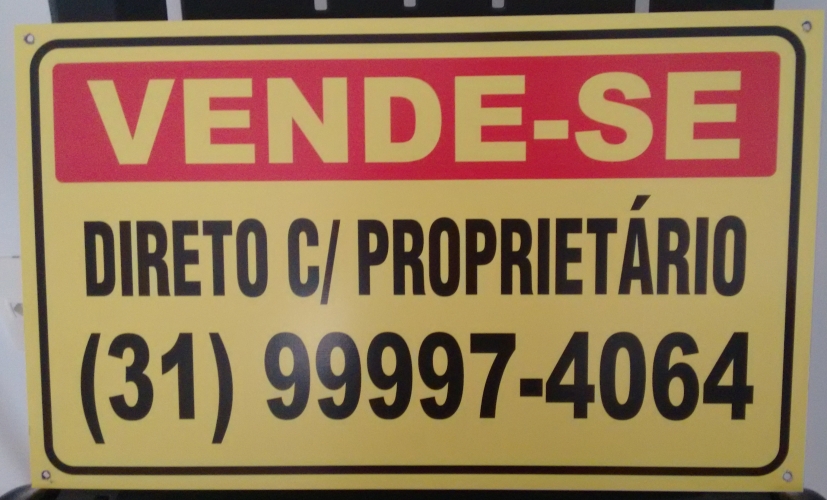 VENDE-SE
DIRETO C/ PROPRIETÁRIO
(31) 99997-4064